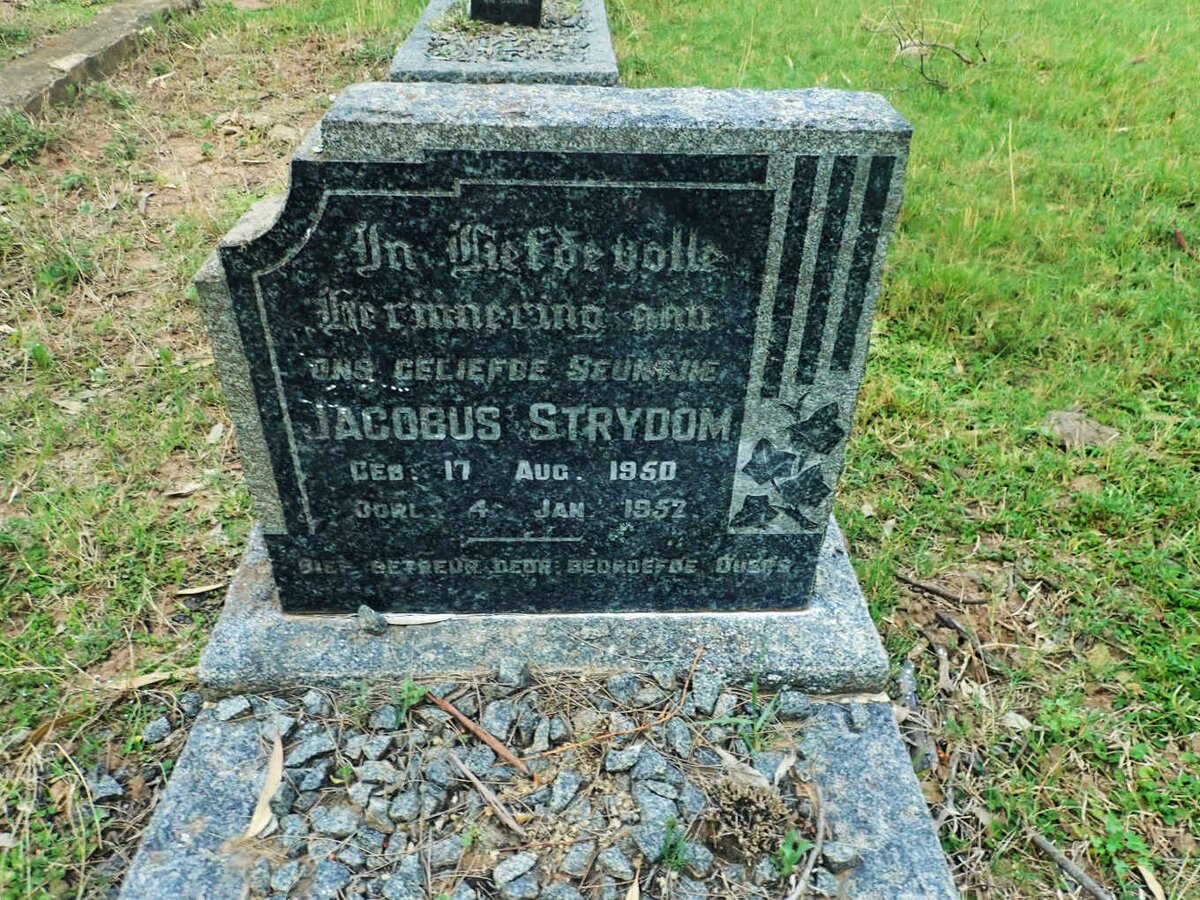 In Liefdevolle
Herinnering aan
ONS GELIEFDE SEUNTJIE
JACOBUS STRYDOM
GEB. 17 AUG. 1950
OORL. 4 JAN. 1952.
DIEP BETREUR DEUR BEDROEFDE OUERS